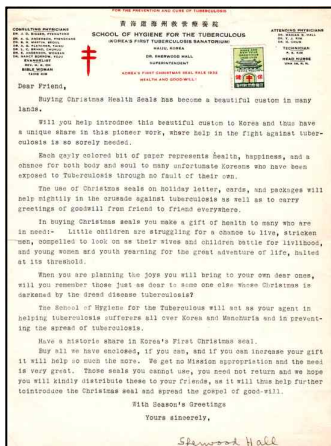 FOR THE PREVENTION AND CURE OF TUBERCULOSIS
SCHOOL OF HYGIENE FOR THE TUBERCULOUS
(KOREA'S FIRST TUBERCULOSIS SANATORIUM)
HAIJU, KOREA
DR. SHERWOOD HALL
SUPERINTENDENT
KOREA'S FIRST CHRISTMAS SEAL SALE 1932
HEALTH AND GOOD-WILL!
CONSULTING PHYSICIANS
EVANGELIST
BIBLE WOMAN
ATTENDING PHYSICIANS
TECHNICIAN
HEAD NURSE
Dear Friend,
Buying Christmas Health Seals has become a beautiful custom in many
lands.
Will you help introduce this beautiful custom to Korea and thus have
a unique share in this pioneer work, share help in the fight against tuber-
culosis is so sorely needed.
Each gayly colored bit of paper represents Health, happiness, and a
chance for both body and soul to many unfortunate Koreans who have been
exposed to Tuberculosis through no fault of their own.
The use of Christmas seals on holiday letter, cards, and packages will
help mightily in the crusade against tuberculosis as well as to carry
greetings of goodwill from friend to friend everywhere.
In buying Christmas seals you make a gift of health to many who are
in need:- Little children are struggling for a chance to live, stricken
men, compelled to look on as their wives and children battle for livlihood,
and young women and youth yearning for the great adventure of life, halted
at its threshold.
When you are planning the joys you will bring to your own dear ones,
will you remember those just as dear to some one else whose Christmas is
darkened by the dread disease tuberculosis?
The School of Hygiene for the Tuberculous will act as your agent in
helping tuberculosis sufferers all over Korea and Manchuria and in prevent-
ing the spread of tuberculosis.
Have a historic share in Korea's First Christmas seal.
Buy all we have enclosed, if you can, and if you can increase your gift
it will help so much the more. We get no Mission appropriation and the need
is very great. Those seals you cannot use, you need not return and we hope
you will kindly distribute these to your friends, as it will thus help further
tointroduce the Christmas seal and spread the gospel of good-will.
With Season's Greetings
Yours sincerely,
Sherwood Hall